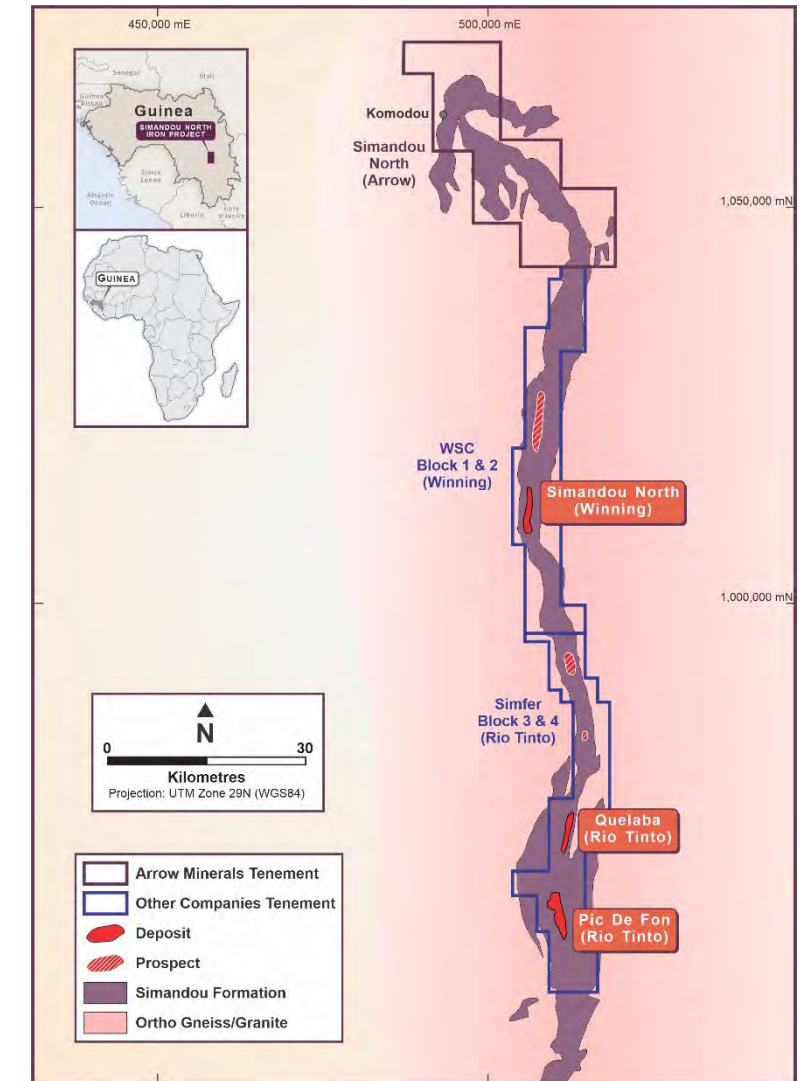 450,000 mE
500,000 mE
Senegal
Mali
Guinea
Bissau
Guinea
SIMANDOU NORTH
IRON PROJECT
Sierra
Leone
Atlantic
Ocean
Liberia
Cote
d'Ivoire
GUINEA
Komodou
Simandou
North
(Arrow)
1,050,000 mN
WSC
Block 1 & 2
(Winning)
Simandou North
(Winning)
1,000,000 mN
Simfer
Block 3 & 4
(Rio Tinto)
N
0
30
Kilometres
Projection: UTM Zone 29N (WGS84)
Quelaba
(Rio Tinto)
Pic De Fon
(Rio Tinto)
Arrow Minerals Tenement
Other Companies Tenement
Deposit
Prospect
Simandou Formation
Ortho Gneiss/Granite